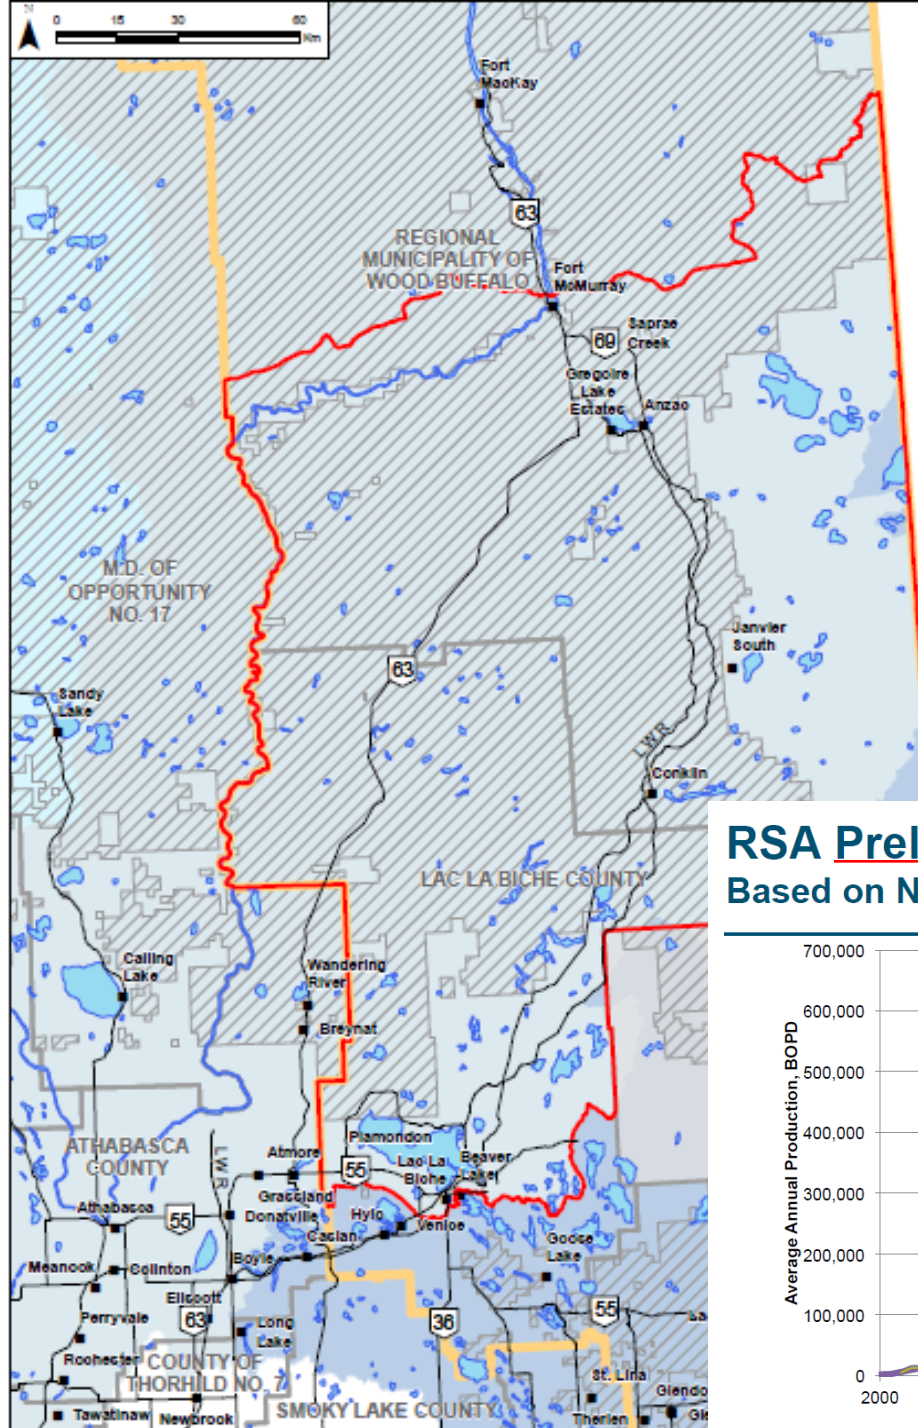 N
0 15 30 60
Km
Fort
MacKay
63
REGIONAL
MUNICIPALITY OF
WOOD BUFFALO
Fort
McMurray
69
Saprae
Creek
Gregoire
Lake
Estates
Anzac
M.D. OF
OPPORTUNITY
NO. 17
Janvier
South
63
Sandy
Lake
LWR
Conklin
LAC LA BICHE COUNTY
Calling
Lake
Wandering
River
Breynat
ATHABASCA
COUNTY
LWR
Atmore
Plamondon
55
Lac La
Biche
Beaver
Lake
Grassland
Athabasca
55
Donatville
Hylo
Venice
Caslan
Goose
Lake
Meanook
Colinton
Boyle
Ellscott
63
Perryvale
Long
Lake
36
55
Rochester
COUNTY OF
THORHILD NO. 7
St. Lina
Glendo
SMOKY LAKE COUNTY
Tawatinaw
Newbrook
Therien
Gle
RSA Prel
Based on N
Average Annual Production, BOPD
700,000
600,000
500,000
400,000
300,000
200,000
100,000
0
2000